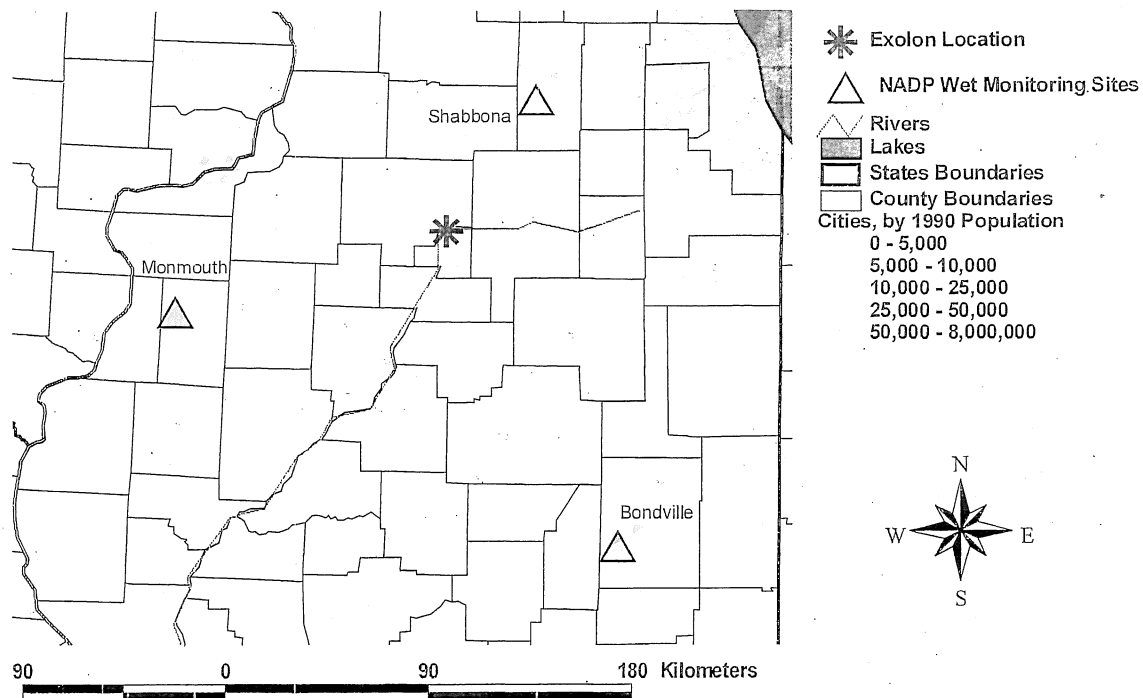 Exolon Location
NADP Wet Monitoring Sites
Shabbona
Rivers
Lakes
States Boundaries
County Boundaries
Cities, by 1990 Population
0 - 5,000
5,000 - 10,000
10,000 - 25,000
25,000 - 50,000
50,000 - 8,000,000
Monmouth
Bondville
N
W E
S
90 0 90 180 Kilometers